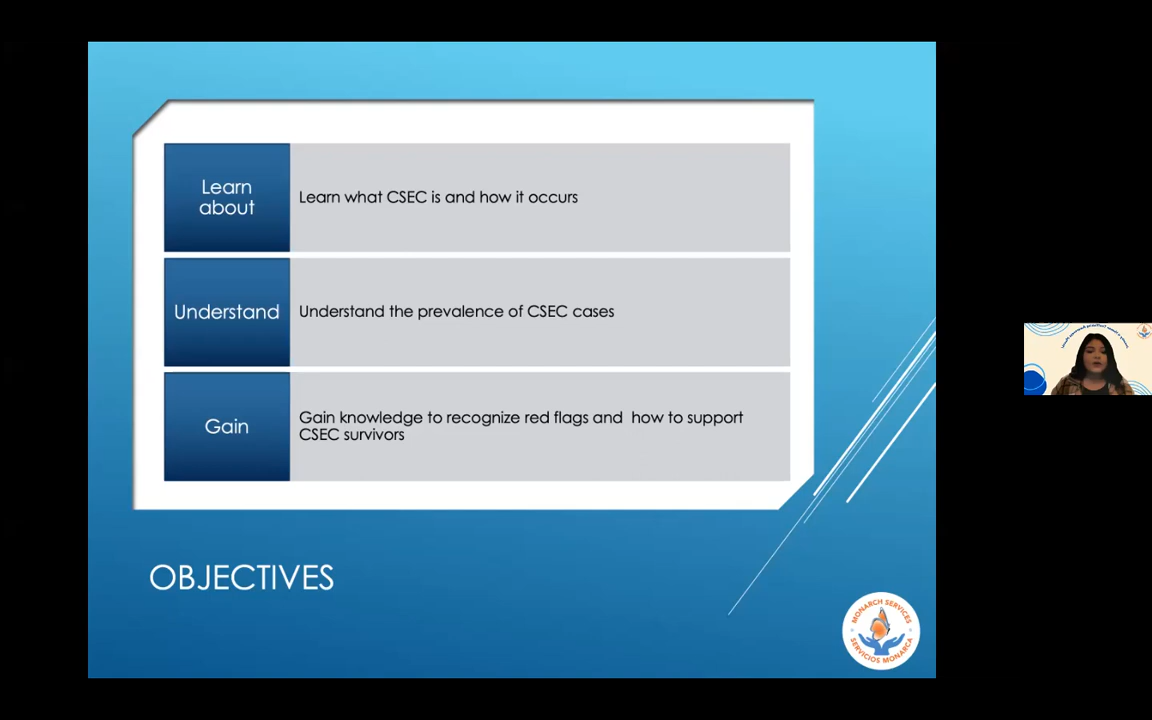 Learn
about
Learn what CSEC is and how it occurs
Understand
Understand the prevalence of CSEC cases
Gain
Gain knowledge to recognize red flags and  how to support
CSEC survivors
OBJECTIVES
MONARCH SERVICES
SERVICIOS MONARCA